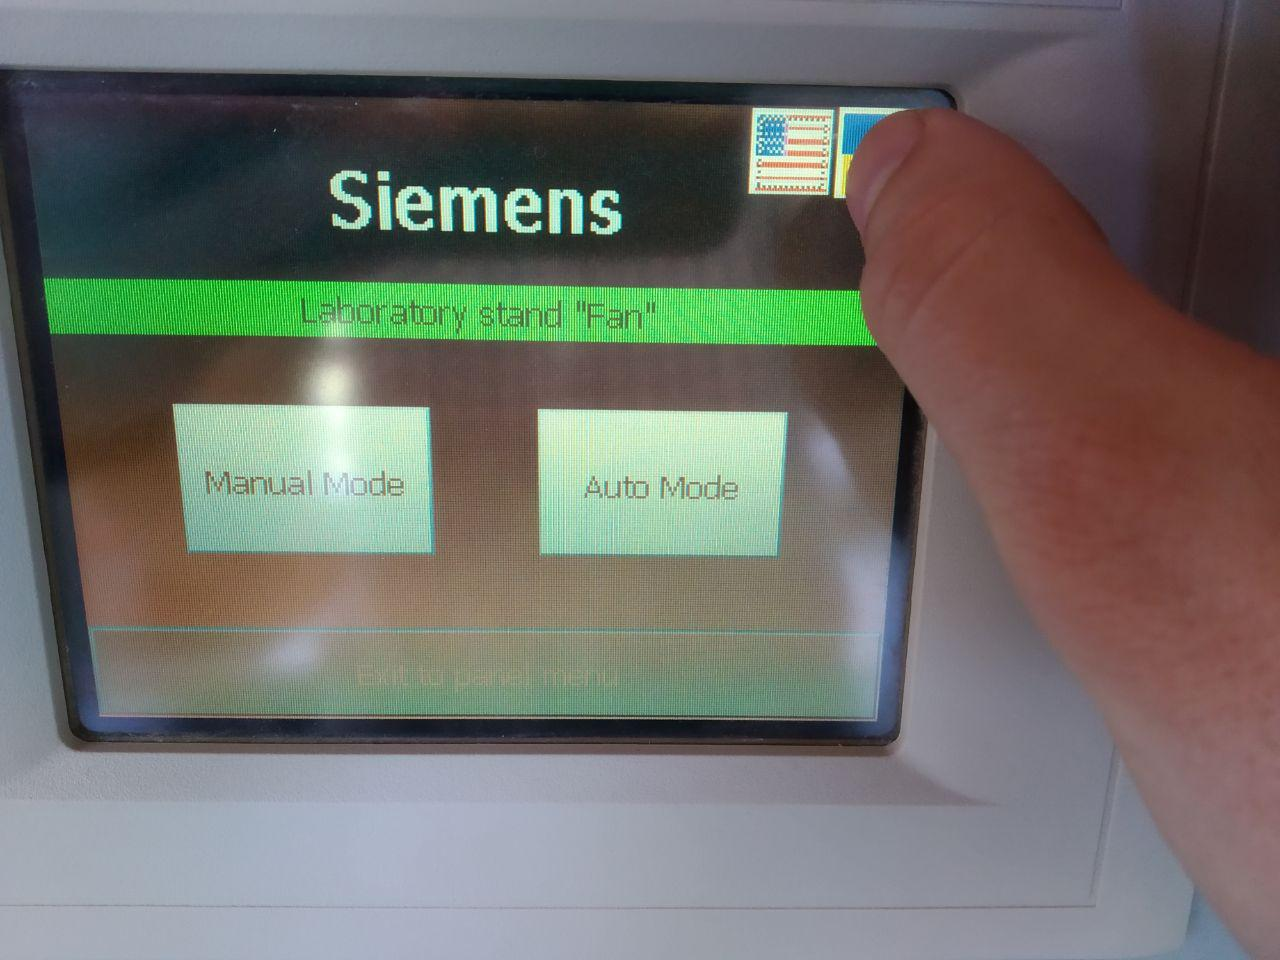 Siemens
Laboratory stand "Fan"
Manual Mode
Auto Mode
Exit to panel menu